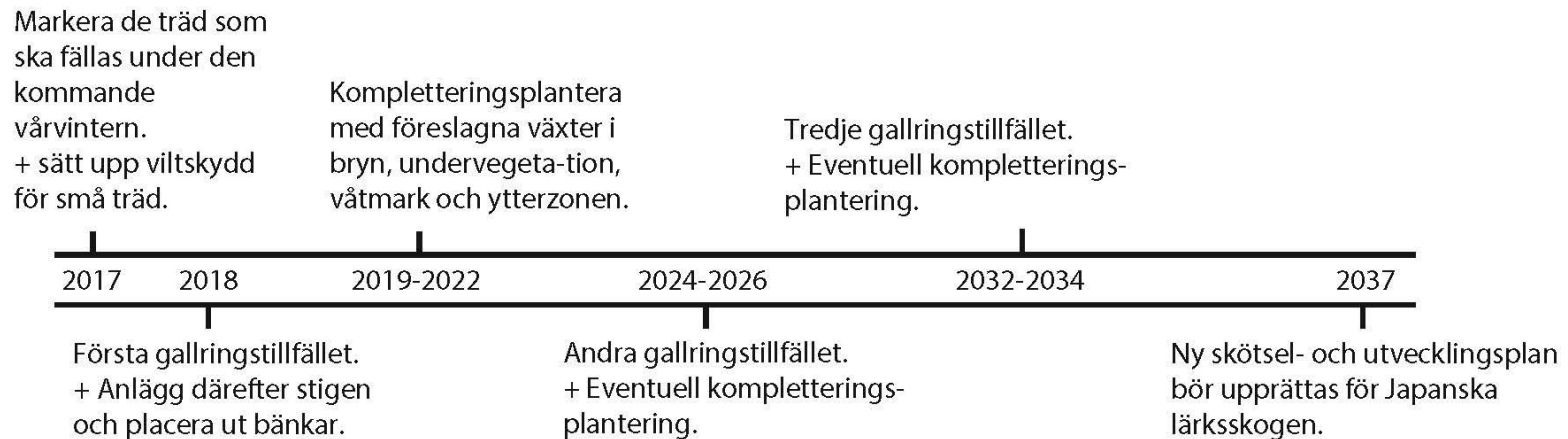 Markera de träd som
ska fällas under den
kommande
vårvintern.
+ sätt upp viltskydd
för små träd.
Kompletteringsplantera
med föreslagna växter i
bryn, undervegeta-tion,
våtmark och ytterzonen.
Tredje gallringstillfället.
+ Eventuell kompletterings-
plantering.
2017 2018 2019-2022 2024-2026 2032-2034 2037
Första gallringstillfället.
+ Anlägg därefter stigen
och placera ut bänkar.
Andra gallringstillfället.
+ Eventuell kompletterings-
plantering.
Ny skötsel- och utvecklingsplan
bör upprättas för Japanska
lärksskogen.